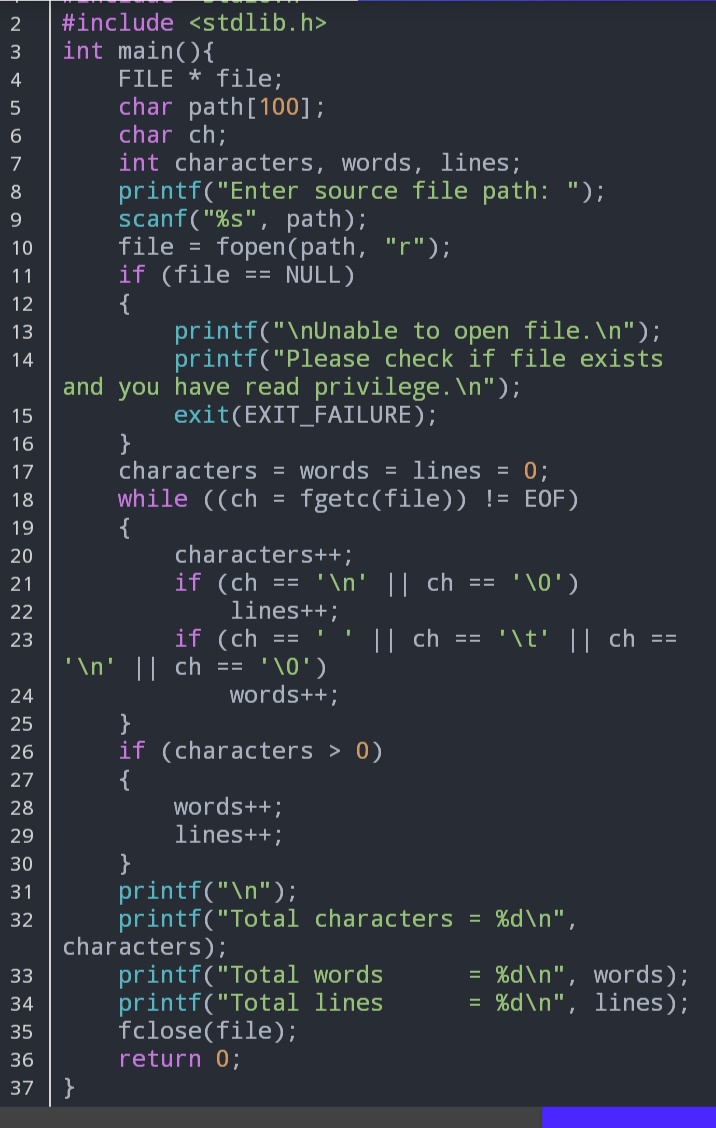 2 #include <stdlib.h>
3 int main(){
4 FILE * file;
5 char path[100];
6 char ch;
7 int characters, words, lines;
8 printf("Enter source file path: ");
9 scanf("%s", path);
10 file = fopen(path, "r");
11 if (file == NULL)
12 {
13 printf("\nUnable to open file.\n");
14 printf("Please check if file exists
and you have read privilege.\n");
15 exit(EXIT_FAILURE);
16 }
17 characters = words = lines = 0;
18 while ((ch = fgetc(file)) != EOF)
19 {
20 characters++;
21 if (ch == '\n' || ch == '\0')
22 lines++;
23 if (ch == ' ' || ch == '\t' || ch ==
'\n' || ch == '\0')
24 words++;
25 }
26 if (characters > 0)
27 {
28 words++;
29 lines++;
30 }
31 printf("\n");
32 printf("Total characters = %d\n",
characters);
33 printf("Total words      = %d\n", words);
34 printf("Total lines      = %d\n", lines);
35 fclose(file);
36 return 0;
37 }